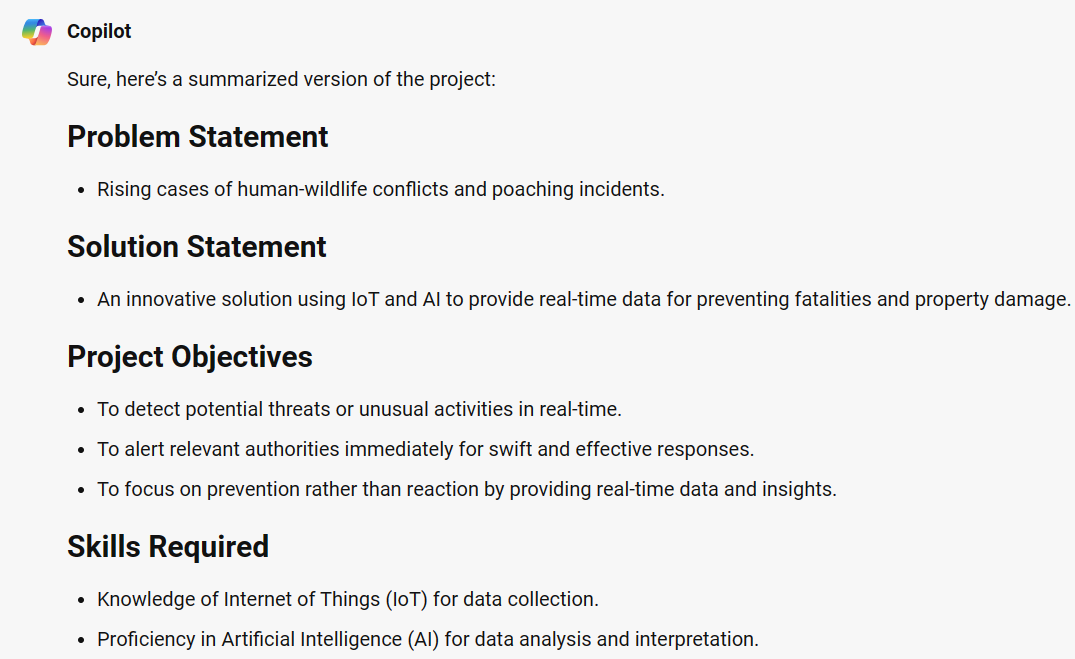 Copilot
Sure, here’s a summarized version of the project:
Problem Statement
• Rising cases of human-wildlife conflicts and poaching incidents.
Solution Statement
• An innovative solution using IoT and AI to provide real-time data for preventing fatalities and property damage.
Project Objectives
• To detect potential threats or unusual activities in real-time.
• To alert relevant authorities immediately for swift and effective responses.
• To focus on prevention rather than reaction by providing real-time data and insights.
Skills Required
• Knowledge of Internet of Things (IoT) for data collection.
• Proficiency in Artificial Intelligence (AI) for data analysis and interpretation.